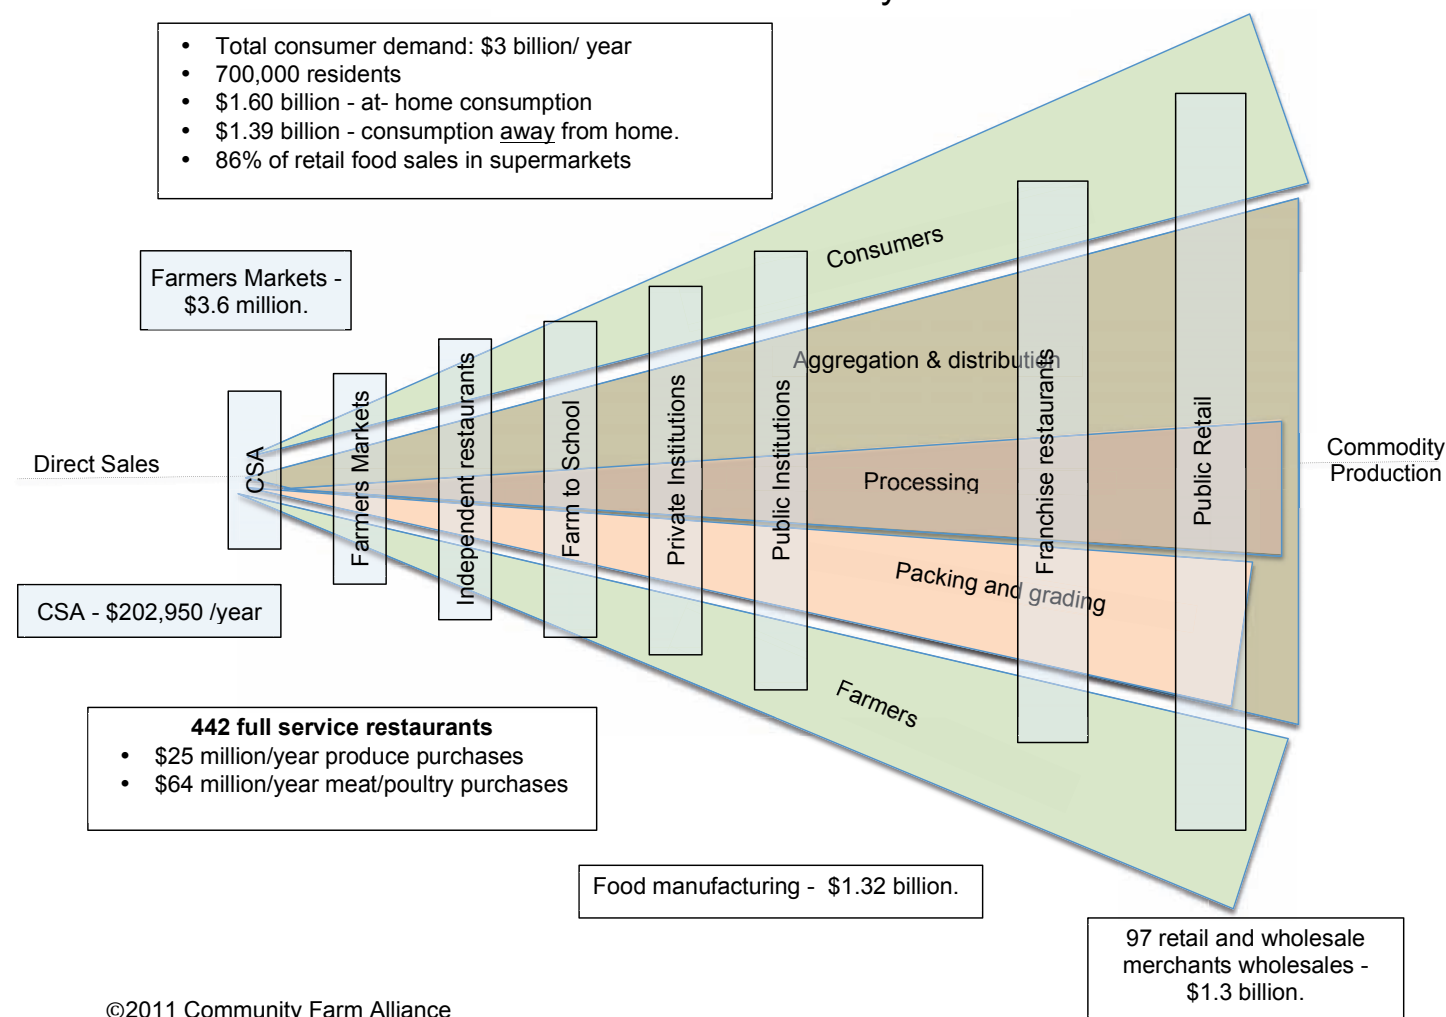 • Total consumer demand: $3 billion/ year
• 700,000 residents
• $1.60 billion - at- home consumption
• $1.39 billion - consumption away from home.
• 86% of retail food sales in supermarkets
Farmers Markets -
$3.6 million.
Consumers
Aggregation & distribution
Direct Sales
CSA
Farmers Markets
Independent restaurants
Farm to School
Private Institutions
Public Institutions
Processing
Franchise restaurants
Public Retail
Commodity
Production
Packing and grading
CSA - $202,950 /year
Farmers
442 full service restaurants
• $25 million/year produce purchases
• $64 million/year meat/poultry purchases
Food manufacturing - $1.32 billion.
97 retail and wholesale
merchants wholesales -
$1.3 billion.
©2011 Community Farm Alliance